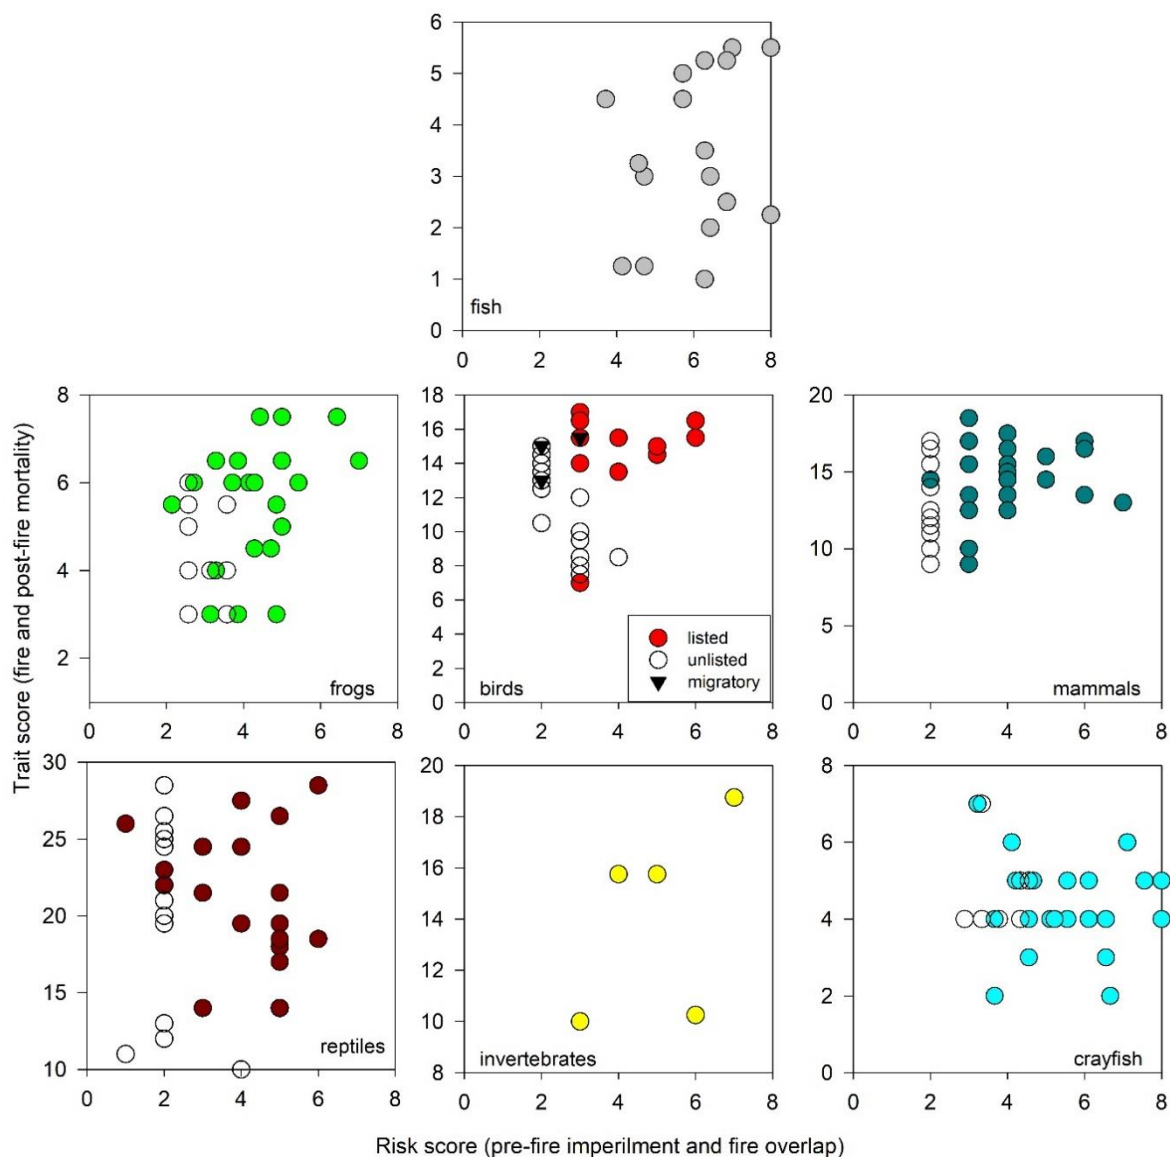 6
5
4
3
2
1
0
fish
0 2 4 6 8
Trait score (fire and post-fire mortality)
8
6
4
2
frogs
0 2 4 6 8
18
16
14
12
10
8
6
4
2
0
listed
unlisted
migratory
birds
0 2 4 6 8
20
15
10
5
0
mammals
0 2 4 6 8
30
25
20
15
10
reptiles
0 2 4 6 8
20
18
16
14
12
10
8
invertebrates
0 2 4 6 8
8
6
4
2
0
crayfish
0 2 4 6 8
Risk score (pre-fire imperilment and fire overlap)